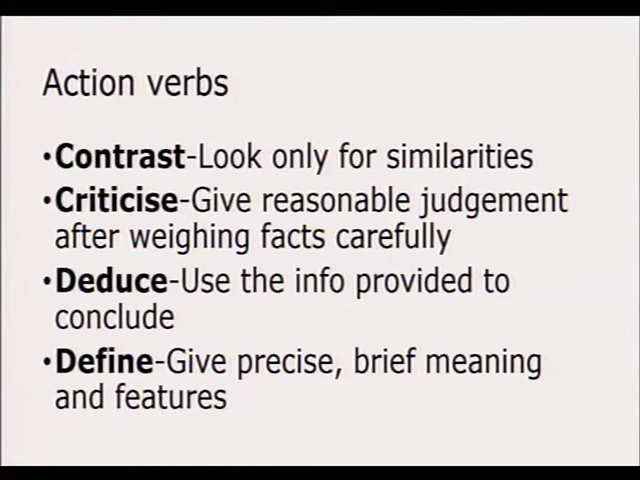 Action verbs
•Contrast-Look only for similarities
•Criticise-Give reasonable judgement
after weighing facts carefully
•Deduce-Use the info provided to
conclude
•Define-Give precise, brief meaning
and features